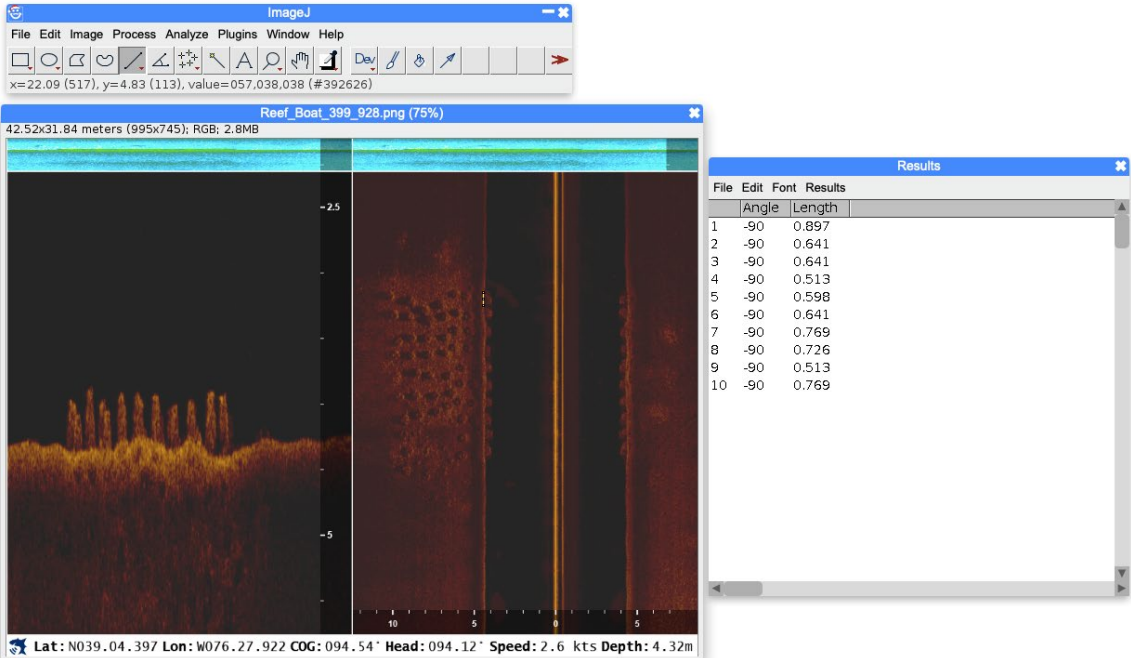 ImageJ
File Edit Image Process Analyze Plugins Window Help
A Dev
x=22.09 (517), y=4.83 (113), value=057,038,038 (#392626)
Reef_Boat_399_928.png (75%)
42.52x31.84 meters (995x745); RGB; 2.8MB
2.5
5
10 5 0 5
Lat: N039.04.397 Lon: W076.27.922 COG: 094.54° Head: 094.12° Speed: 2.6 kts Depth: 4.32m
Results
File Edit Font Results
Angle Length
1 -90 0.897
2 -90 0.641
3 -90 0.641
4 -90 0.513
5 -90 0.598
6 -90 0.641
7 -90 0.769
8 -90 0.726
9 -90 0.513
10 -90 0.769